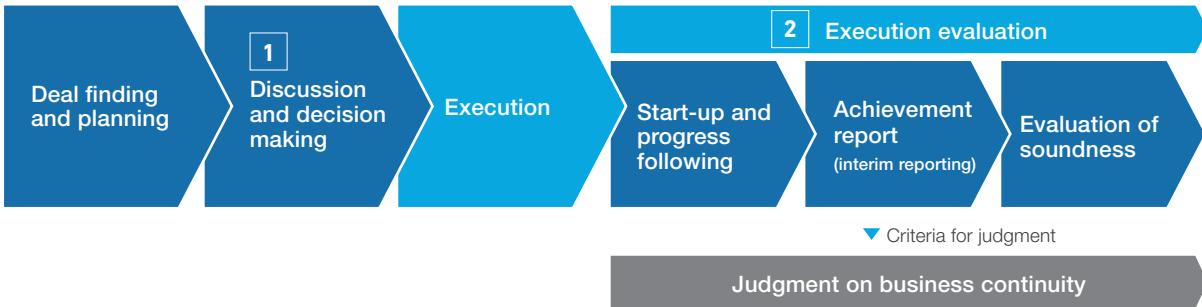 Deal finding
and planning
1
Discussion
and decision
making
Execution
2 Execution evaluation
Start-up and
progress
following
Achievement
report
(interim reporting)
Evaluation of
soundness
▼ Criteria for judgment
Judgment on business continuity